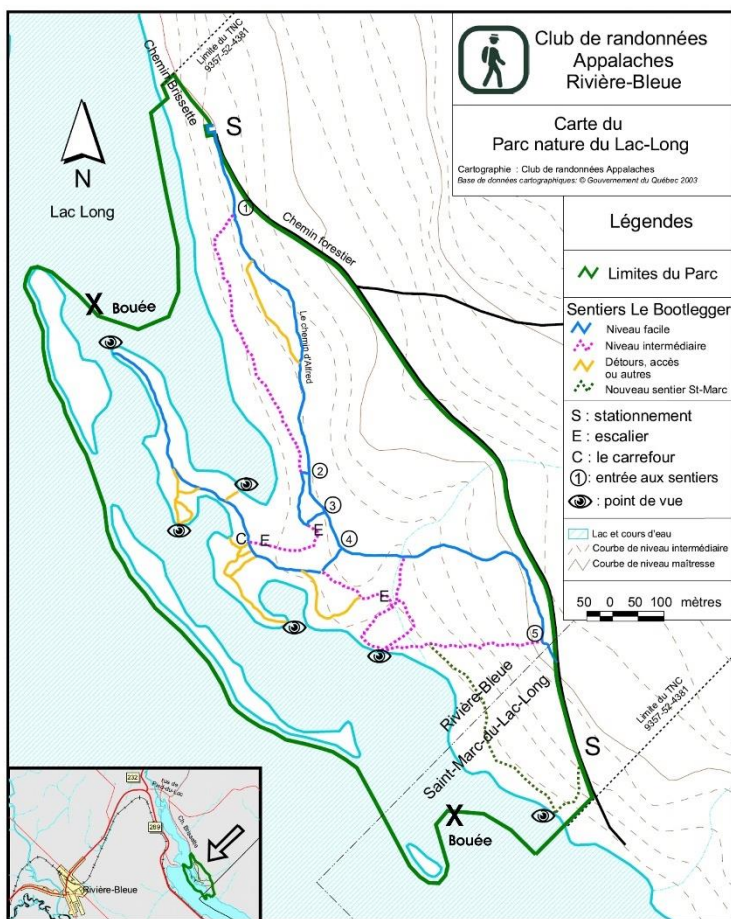 Club de randonnées
Appalaches
Rivière-Bleue
Carte du
Parc nature du Lac-Long
Cartographie : Club de randonnées Appalaches
Base de données cartographiques: © Gouvernement du Québec 2003
Légendes
Limites du Parc
Sentiers Le Bootlegger
Niveau facile
Niveau intermédiaire
Détours, accès
ou autres
Nouveau sentier St-Marc
S : stationnement
E : escalier
C : le carrefour
1 : entrée aux sentiers
: point de vue
Lac et cours d'eau
Courbe de niveau intermédiaire
Courbe de niveau maîtresse
50 0 50 100 mètres
Limite du TNC
9357-52-4381
Chemin Brissette
S
N
Lac Long
1
Chemin forestier
X Bouée
Le chemin d'Alfred
2
3
E
C E
4
E
5
Rivière-Bleue
Saint-Marc-du-Lac-Long
Limite du TNC
9357-52-4381
S
X
Bouée
232
289
Ch. Brissette
Rivière-Bleue